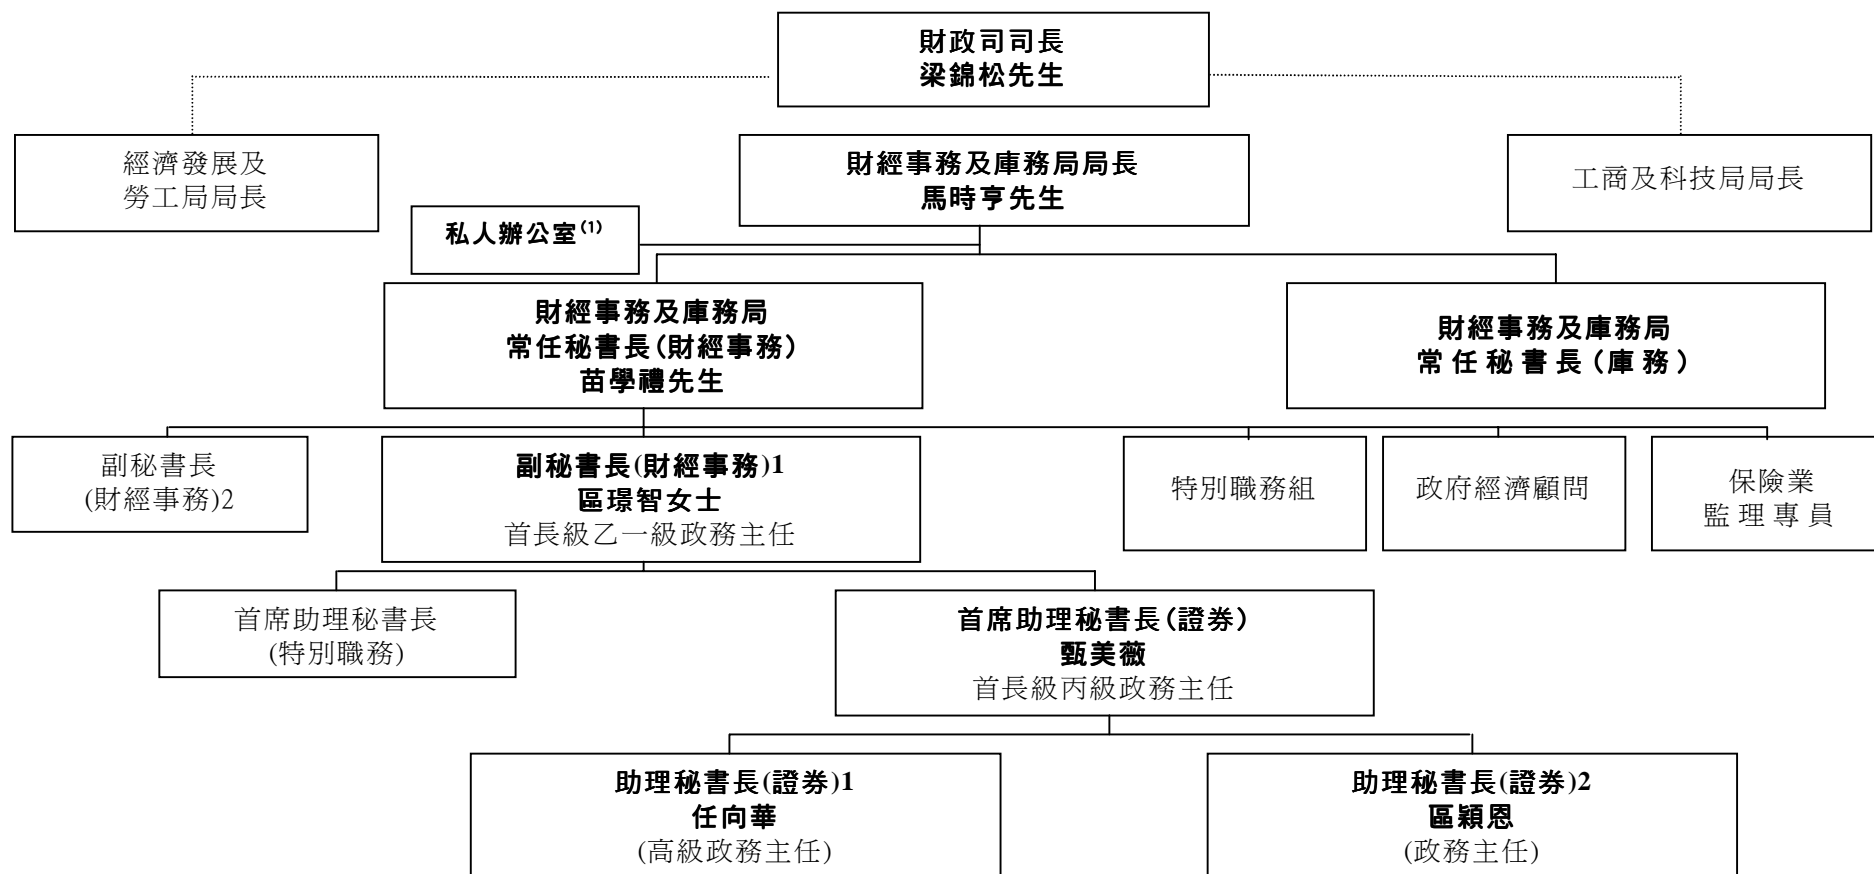 財政司司長
梁錦松先生
經濟發展及
勞工局局長
財經事務及庫務局局長
馬時亨先生
工商及科技局局長
私人辦公室(1)
財經事務及庫務局
常任秘書長(財經事務)
苗學禮先生
財經事務及庫務局
常任秘書長(庫務)
副秘書長
(財經事務)2
副秘書長(財經事務)1
區璟智女士
首長級乙一級政務主任
特別職務組
政府經濟顧問
保險業
監理專員
首席助理秘書長
(特別職務)
首席助理秘書長(證券)
甄美薇
首長級丙級政務主任
助理秘書長(證券)1
任向華
(高級政務主任)
助理秘書長(證券)2
區穎恩
(政務主任)